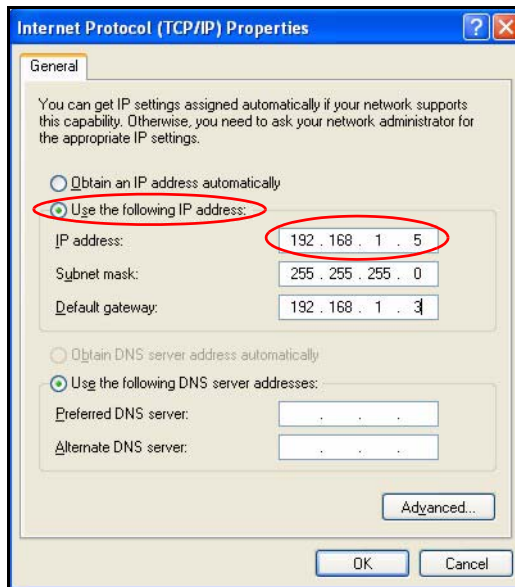 Internet Protocol (TCP/IP) Properties
General
You can get IP settings assigned automatically if your network supports
this capability. Otherwise, you need to ask your network administrator for
the appropriate IP settings.
Obtain an IP address automatically
Use the following IP address:
IP address: 192 . 168 . 1 . 5
Subnet mask: 255 . 255 . 255 . 0
Default gateway: 192 . 168 . 1 . 3
Obtain DNS server address automatically
Use the following DNS server addresses:
Preferred DNS server: . . .
Alternate DNS server: . . .
Advanced...
OK Cancel